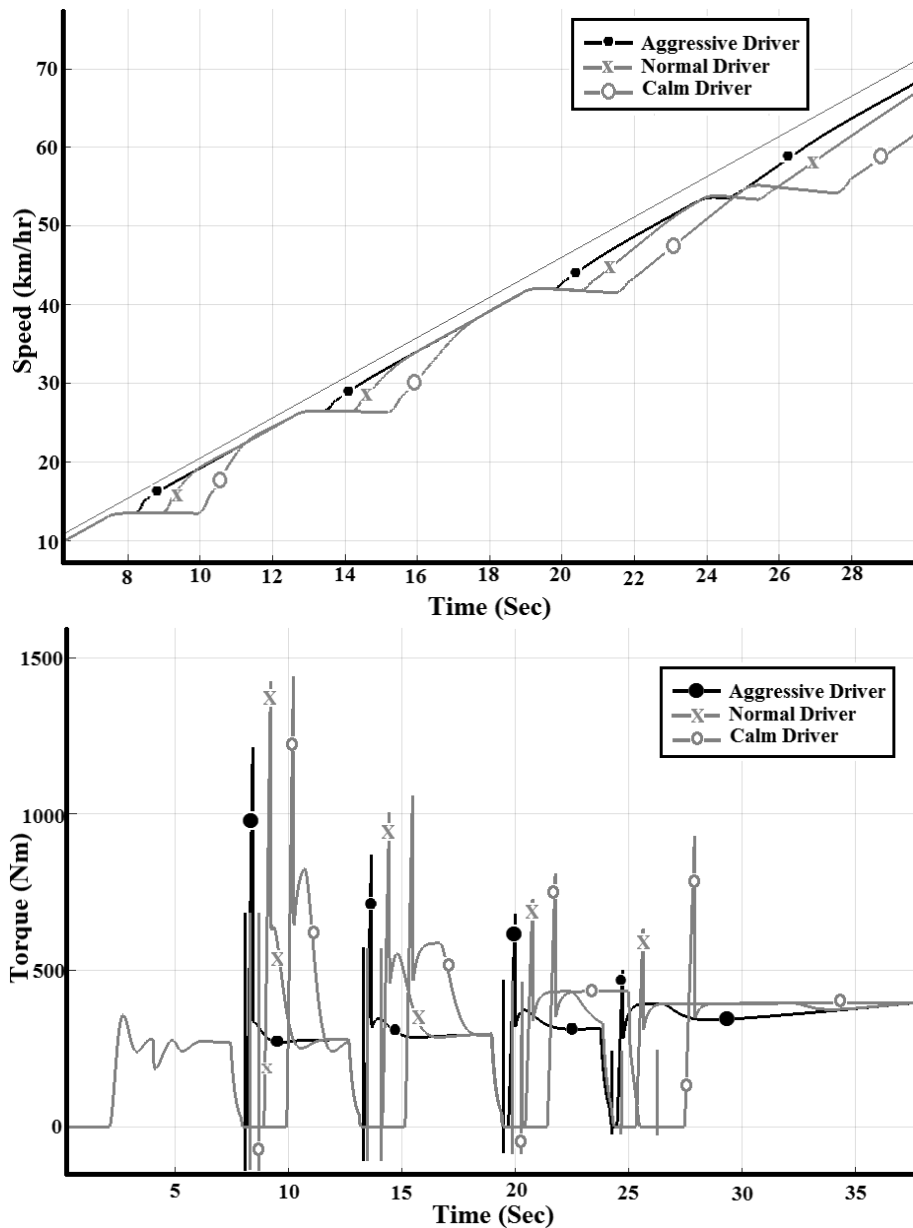 Aggressive Driver
Normal Driver
Calm Driver
70
60
50
40
30
20
10
Speed (km/hr)
8 10 12 14 16 18 20 22 24 26 28
Time (Sec)
Aggressive Driver
Normal Driver
Calm Driver
1500
1000
500
0
Torque (Nm)
5 10 15 20 25 30 35
Time (Sec)